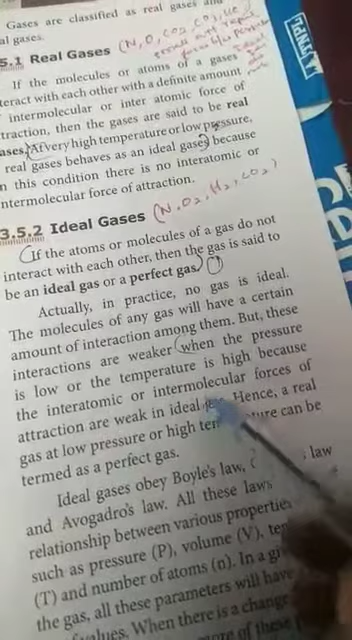 Gases are classified as real gases and
al gases.
5.1 Real Gases (N, O, CO2,
If the molecules or atoms of a gases
teract with each other with a definite amount
intermolecular or inter atomic force of
traction, then the gases are said to be real
ases. At very high temperature or low pressure,
real gases behaves as an ideal gases because
n this condition there is no interatomic or
ntermolecular force of attraction.
3.5.2 Ideal Gases (N, O2, H2, CO2)
If the atoms or molecules of a gas do not
interact with each other, then the gas is said to
be an ideal gas or a perfect gas.
Actually, in practice, no gas is ideal.
The molecules of any gas will have a certain
amount of interaction among them. But, these
interactions are weaker when the pressure
is low or the temperature is high because
the interatomic or intermolecular forces of
attraction are weak in ideal Hence, a real
gas at low pressure or high ture can be
termed as a perfect gas.
Ideal gases obey Boyle's law, law
and Avogadro's law. All these laws
relationship between various properties
such as pressure (P), volume (V), te
(T) and number of atoms (n). In a gi
the gas, all these parameters will have
values. When there is a change
of these
TNPL